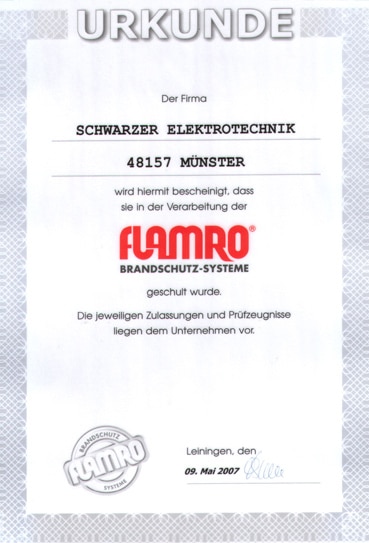 URKUNDE
Der Firma
SCHWARZER ELEKTROTECHNIK
48157 MÜNSTER
wird hiermit bescheinigt, dass
sie in der Verarbeitung der
FLAMRO®
BRANDSCHUTZ-SYSTEME
geschult wurde.
Die jeweiligen Zulassungen und Prüfzeugnisse
liegen dem Unternehmen vor.
Leiningen, den
09. Mai 2007
BRANDSCHUTZ
FLAMRO
SYSTEME